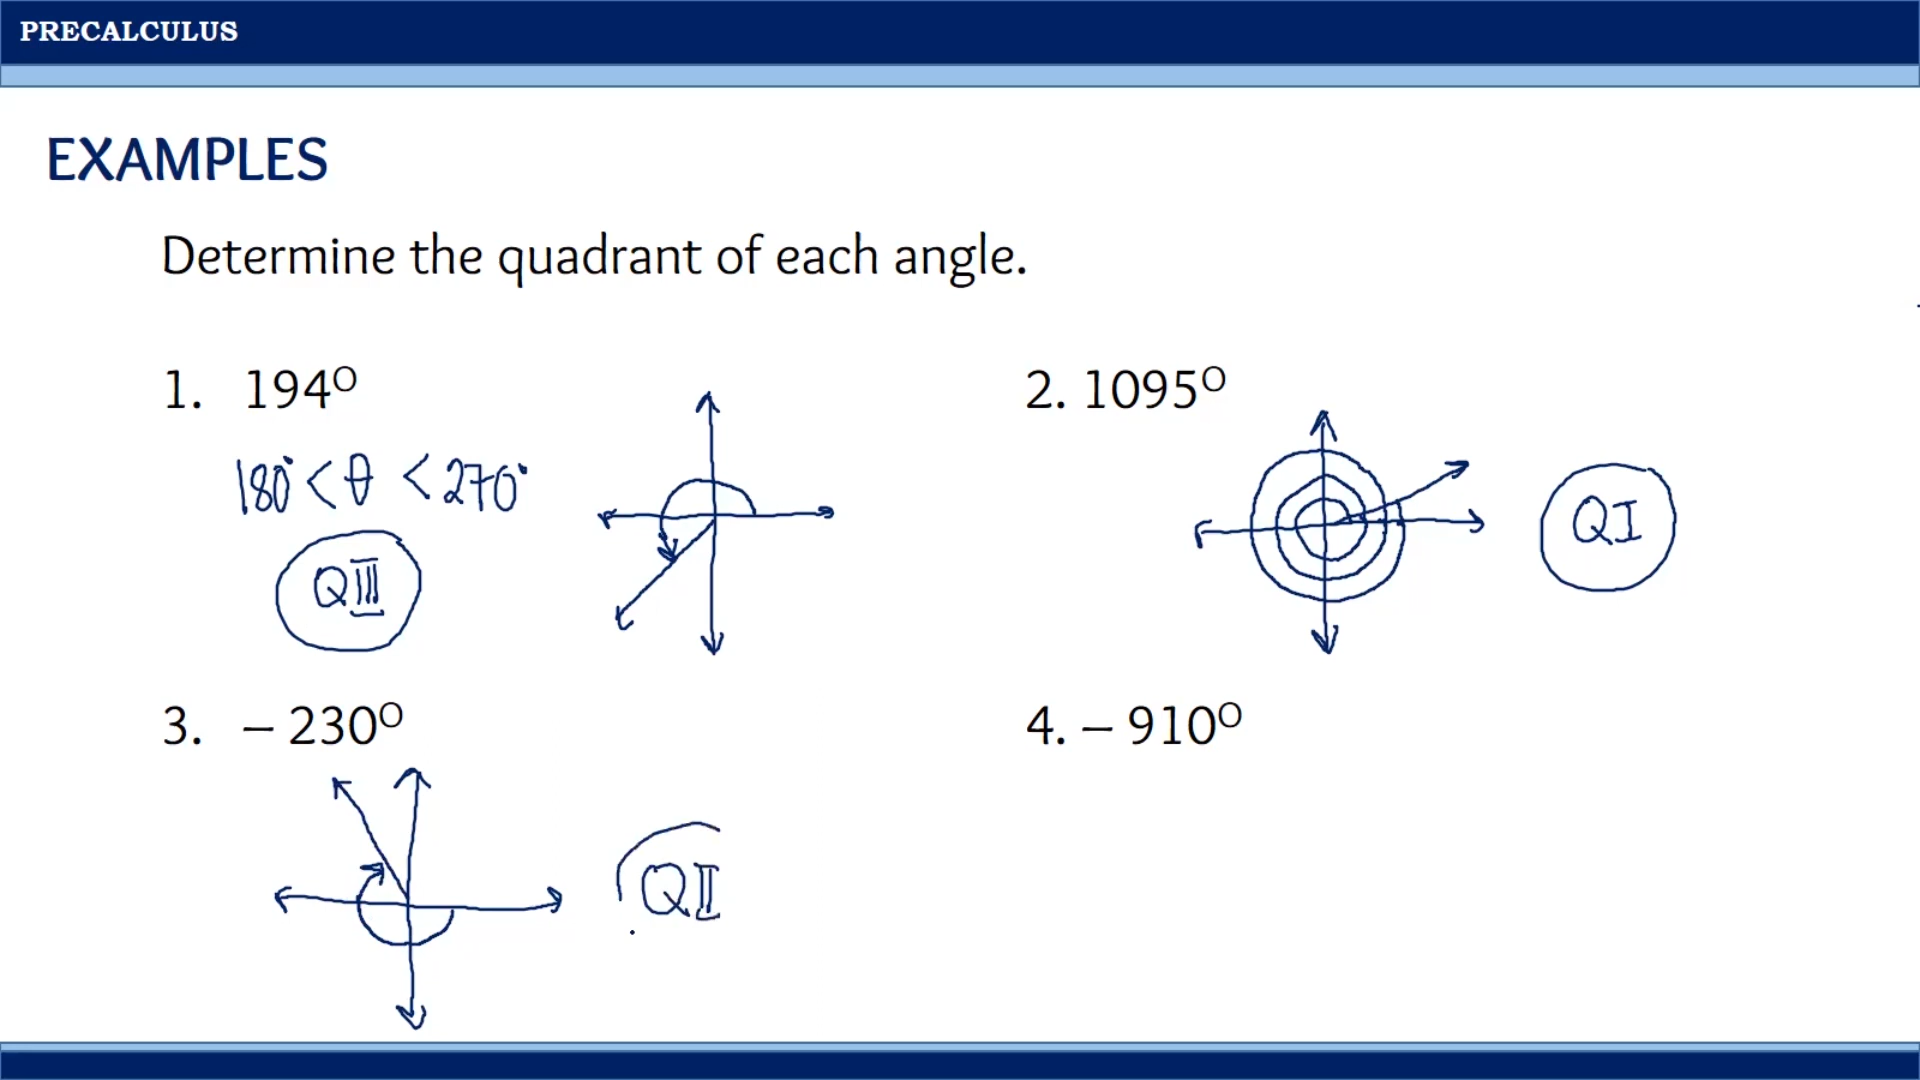 PRECALCULUS
EXAMPLES
Determine the quadrant of each angle.
1. 194°
180° < θ < 270°
QIII
2. 1095°
QI
3. – 230°
QII
4. – 910°